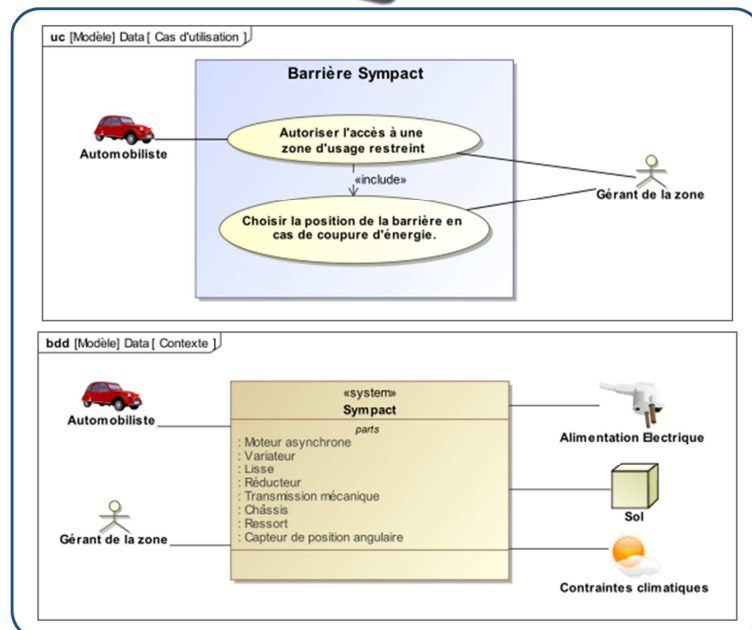 uc [Modèle] Data [ Cas d'utilisation ]
Barrière Sympact
Automobiliste
Autoriser l'accès à une
zone d'usage restreint
«include»
Gérant de la zone
Choisir la position de la barrière en
cas de coupure d'énergie.
bdd [Modèle] Data [ Contexte ]
Automobiliste
Gérant de la zone
«system»
Sympact
parts
: Moteur asynchrone
: Variateur
: Lisse
: Réducteur
: Transmission mécanique
: Châssis
: Ressort
: Capteur de position angulaire
Alimentation Electrique
Sol
Contraintes climatiques